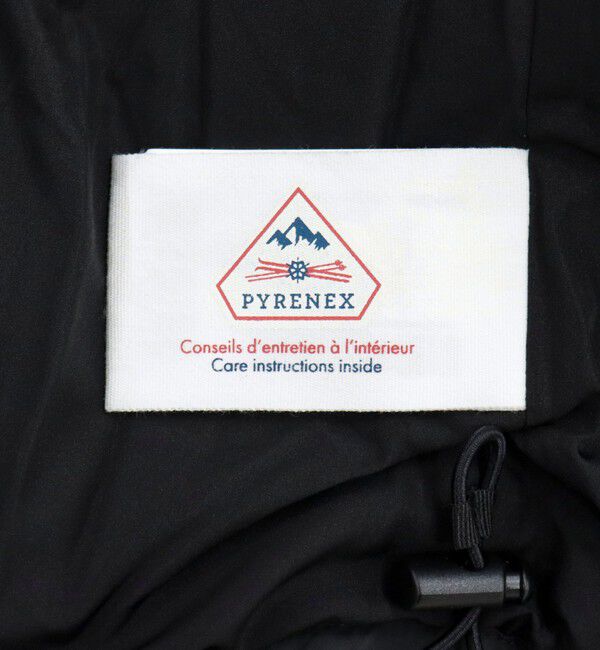 PYRENEX
Conseils d'entretien à l'intérieur
Care instructions inside